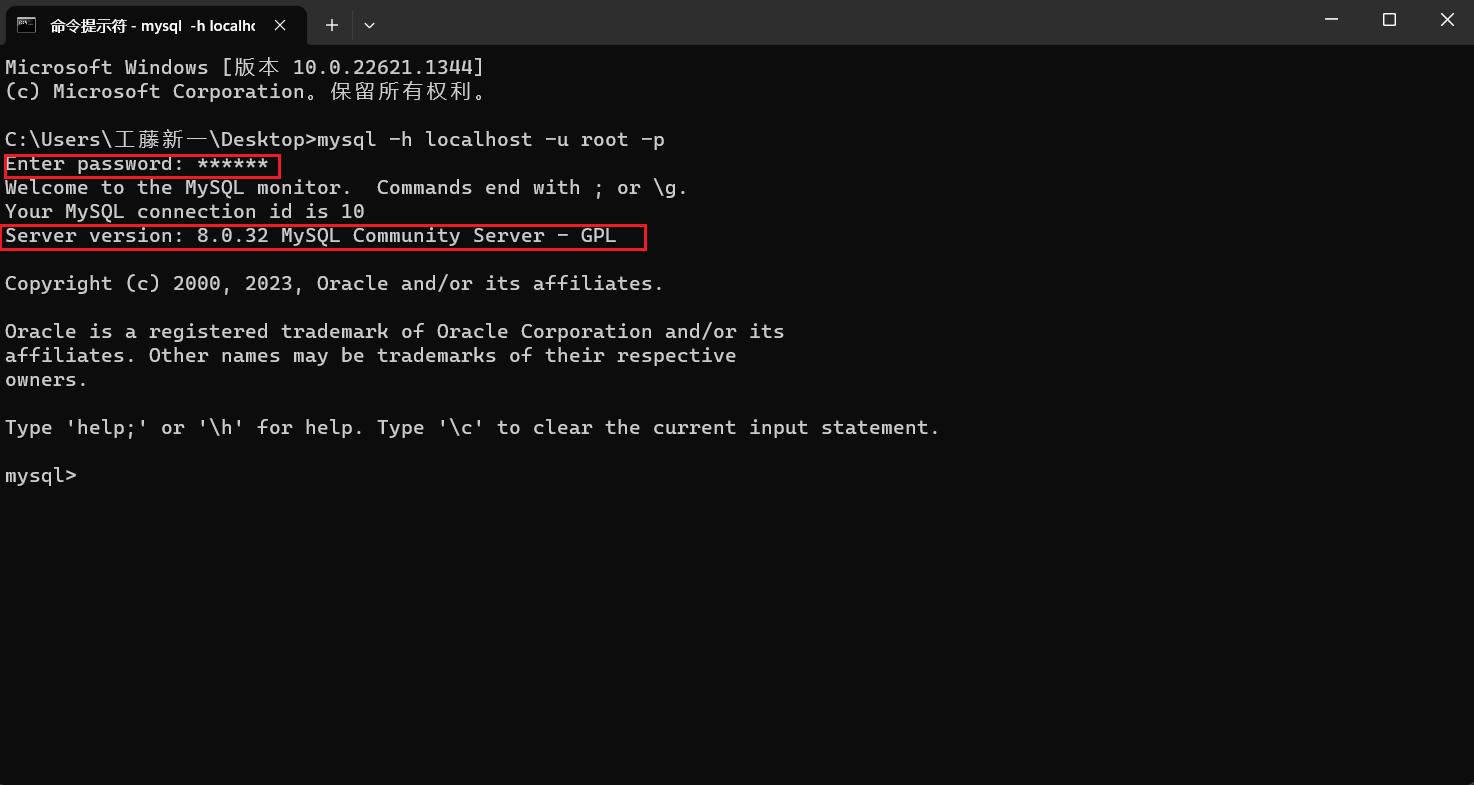 命令提示符 - mysql  -h localho
Microsoft Windows [版本 10.0.22621.1344]
(c) Microsoft Corporation。保留所有权利。
C:\Users\工藤新一\Desktop>mysql -h localhost -u root -p
Enter password: ******
Welcome to the MySQL monitor.  Commands end with ; or \g.
Your MySQL connection id is 10
Server version: 8.0.32 MySQL Community Server - GPL
Copyright (c) 2000, 2023, Oracle and/or its affiliates.
Oracle is a registered trademark of Oracle Corporation and/or its
affiliates. Other names may be trademarks of their respective
owners.
Type 'help;' or '\h' for help. Type '\c' to clear the current input statement.
mysql>